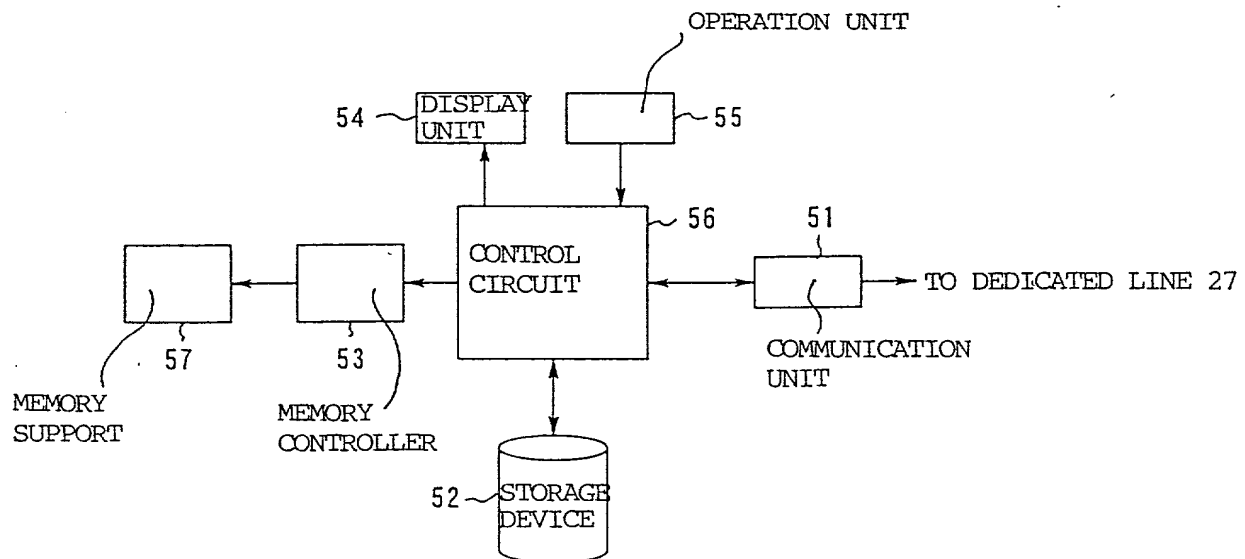 OPERATION UNIT
54
DISPLAY
UNIT
55
56
CONTROL
CIRCUIT
51
TO DEDICATED LINE 27
57
53
COMMUNICATION
UNIT
MEMORY
SUPPORT
MEMORY
CONTROLLER
52
STORAGE
DEVICE